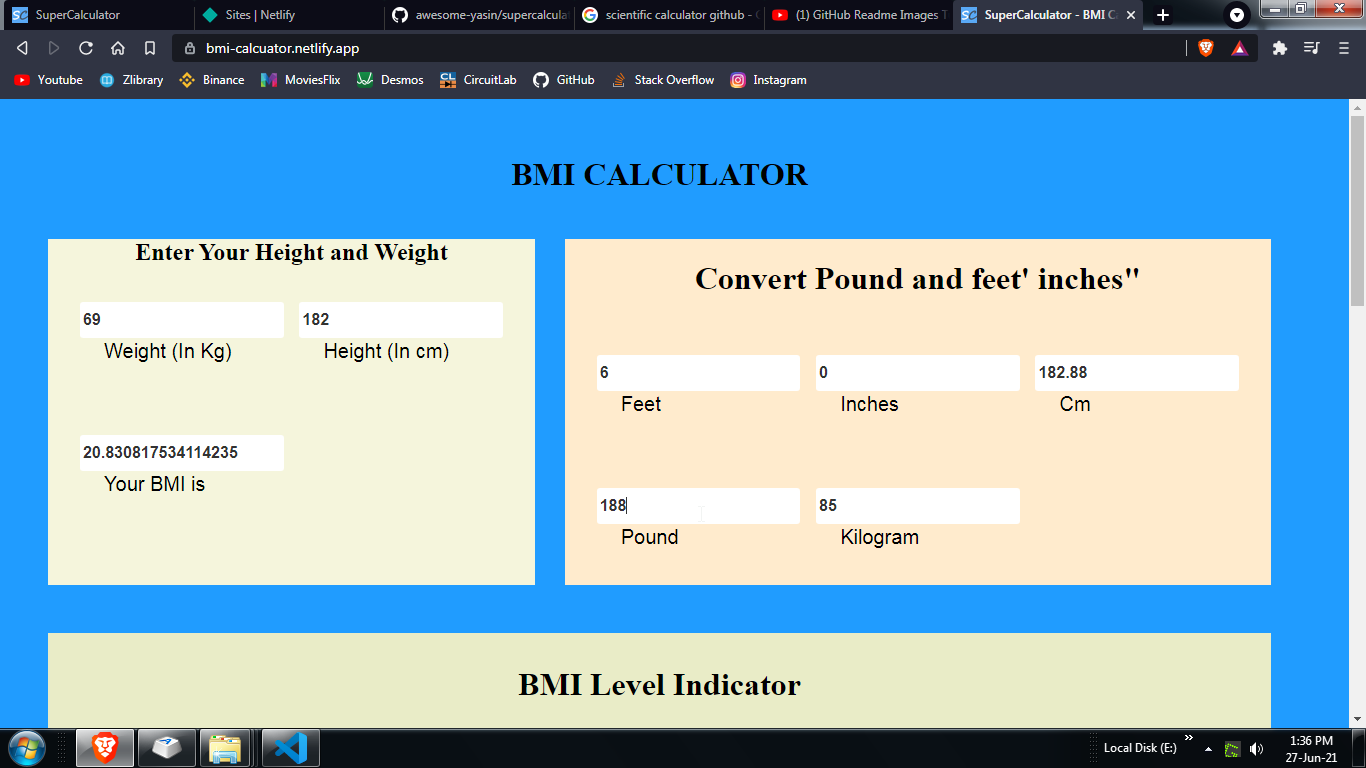 SuperCalculator
Sites | Netlify
awesome-yasin/supercalculat
scientific calculator github - G
(1) GitHub Readme Images T
SuperCalculator - BMI C
bmi-calcuator.netlify.app
Youtube Zlibrary Binance MoviesFlix Desmos CircuitLab GitHub Stack Overflow Instagram
BMI CALCULATOR
Enter Your Height and Weight
69 182
Weight (In Kg) Height (In cm)
20.830817534114235
Your BMI is
Convert Pound and feet' inches"
6 0 182.88
Feet Inches Cm
188 85
Pound Kilogram
BMI Level Indicator
Local Disk (E:)
1:36 PM
27-Jun-21